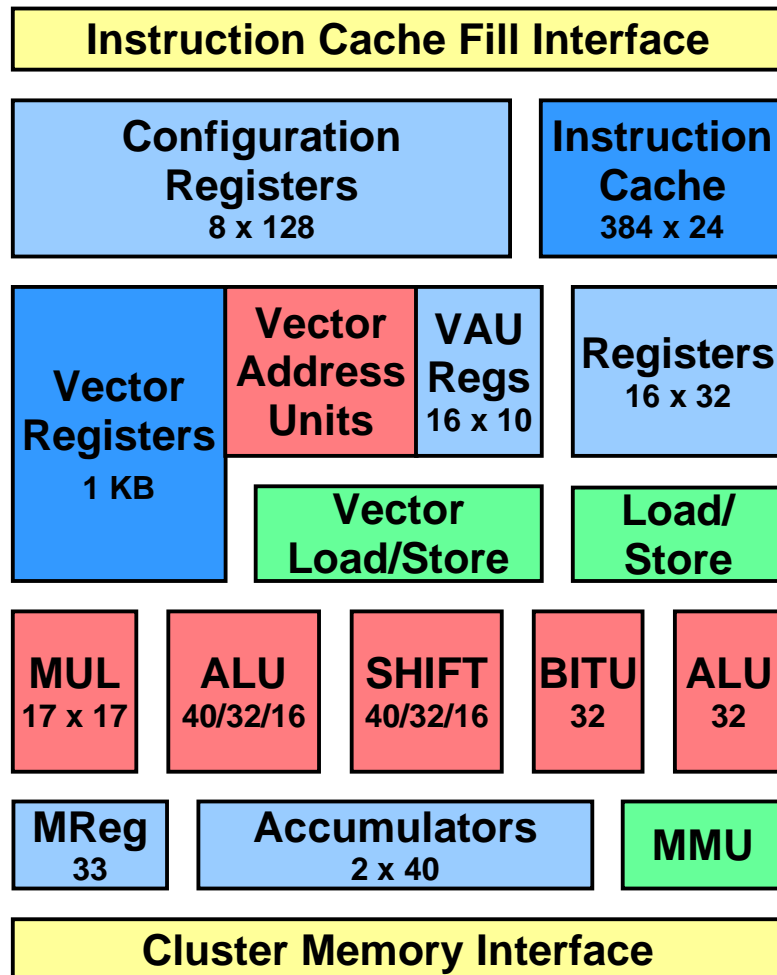 Instruction Cache Fill Interface
Configuration
Registers
8 x 128
Instruction
Cache
384 x 24
Vector
Registers
1 KB
Vector
Address
Units
VAU
Regs
16 x 10
Registers
16 x 32
Vector
Load/Store
Load/
Store
MUL
17 x 17
ALU
40/32/16
SHIFT
40/32/16
BITU
32
ALU
32
MReg
33
Accumulators
2 x 40
MMU
Cluster Memory Interface